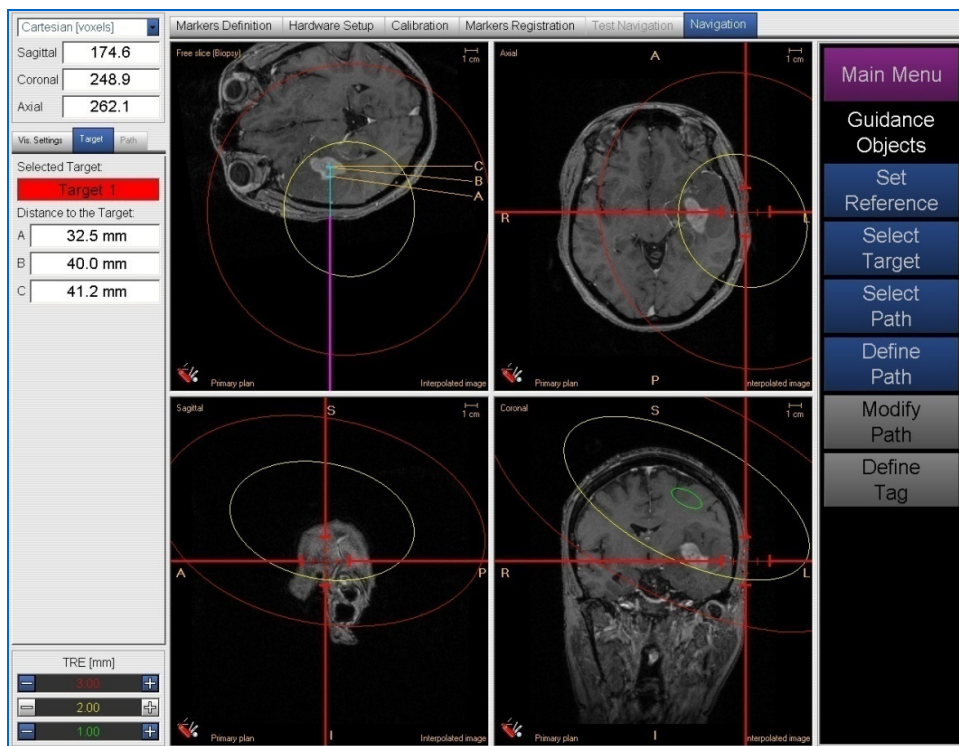 Cartesian [voxels]
Sagittal 174.6
Coronal 248.9
Axial 262.1
Vis. Settings Target Path
Selected Target:
Target 1
Distance to the Target:
A 32.5 mm
B 40.0 mm
C 41.2 mm
TRE [mm]
3.00
2.00
1.00
Markers Definition Hardware Setup Calibration Markers Registration Test Navigation Navigation
Free slice (Biopsy)
1 cm
C
B
A
Primary plan Interpolated image
Axial
1 cm
A
R L
P
Primary plan Interpolated image
Sagittal
1 cm
S
A P
I
Primary plan Interpolated image
Coronal
1 cm
S
R L
I
Primary plan Interpolated image
Main Menu
Guidance
Objects
Set
Reference
Select
Target
Select
Path
Define
Path
Modify
Path
Define
Tag